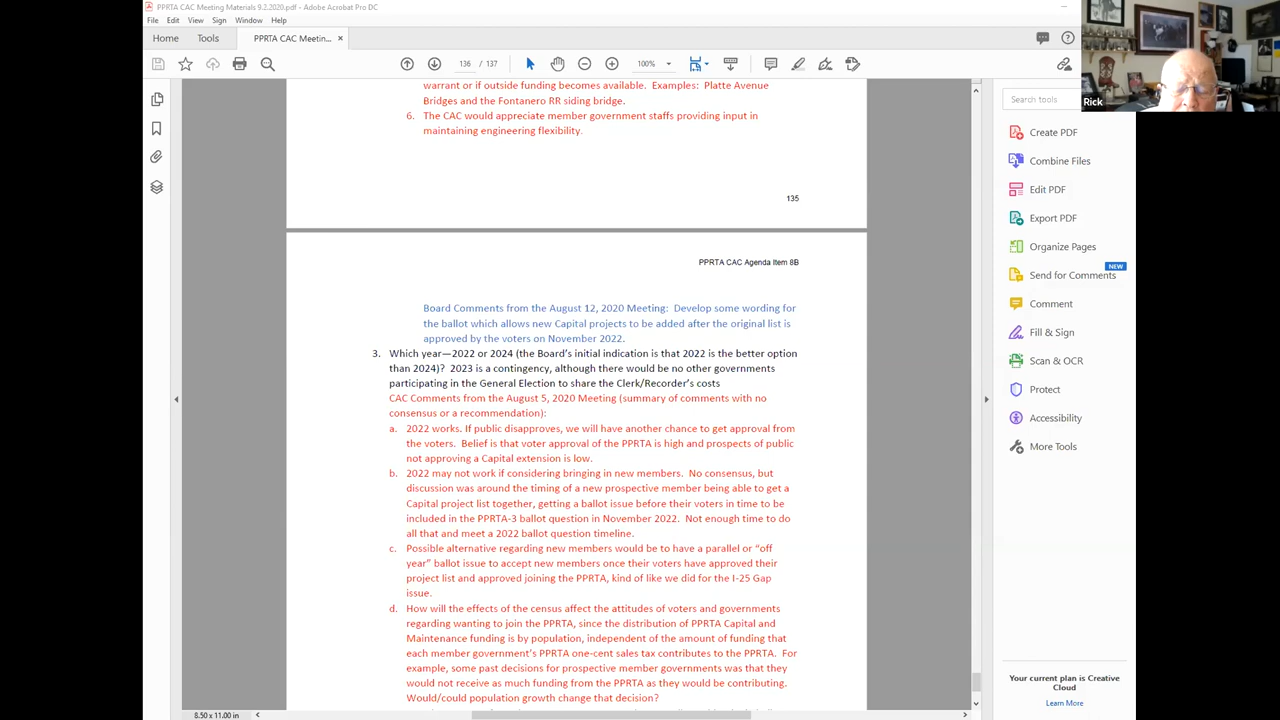 PPRTA CAC Meeting Materials 9.2.2020.pdf - Adobe Acrobat Pro DC
File Edit View Sign Window Help
Home Tools PPRTA CAC Meetin... ×
136 / 137 100%
warrant or if outside funding becomes available. Examples: Platte Avenue
Bridges and the Fontanero RR siding bridge.
6. The CAC would appreciate member government staffs providing input in
maintaining engineering flexibility.
135
PPRTA CAC Agenda Item 8B
Board Comments from the August 12, 2020 Meeting: Develop some wording for
the ballot which allows new Capital projects to be added after the original list is
approved by the voters on November 2022.
3. Which year—2022 or 2024 (the Board's initial indication is that 2022 is the better option
than 2024)? 2023 is a contingency, although there would be no other governments
participating in the General Election to share the Clerk/Recorder's costs
CAC Comments from the August 5, 2020 Meeting (summary of comments with no
consensus or a recommendation):
a. 2022 works. If public disapproves, we will have another chance to get approval from
the voters. Belief is that voter approval of the PPRTA is high and prospects of public
not approving a Capital extension is low.
b. 2022 may not work if considering bringing in new members. No consensus, but
discussion was around the timing of a new prospective member being able to get a
Capital project list together, getting a ballot issue before their voters in time to be
included in the PPRTA-3 ballot question in November 2022. Not enough time to do
all that and meet a 2022 ballot question timeline.
c. Possible alternative regarding new members would be to have a parallel or "off
year" ballot issue to accept new members once their voters have approved their
project list and approved joining the PPRTA, kind of like we did for the I-25 Gap
issue.
d. How will the effects of the census affect the attitudes of voters and governments
regarding wanting to join the PPRTA, since the distribution of PPRTA Capital and
Maintenance funding is by population, independent of the amount of funding that
each member government's PPRTA one-cent sales tax contributes to the PPRTA. For
example, some past decisions for prospective member governments was that they
would not receive as much funding from the PPRTA as they would be contributing.
Would/could population growth change that decision?
8.50 x 11.00 in
Search tools
Create PDF
Combine Files
Edit PDF
Export PDF
Organize Pages
NEW
Send for Comments
Comment
Fill & Sign
Scan & OCR
Protect
Accessibility
More Tools
Your current plan is Creative
Cloud
Learn More
Rick